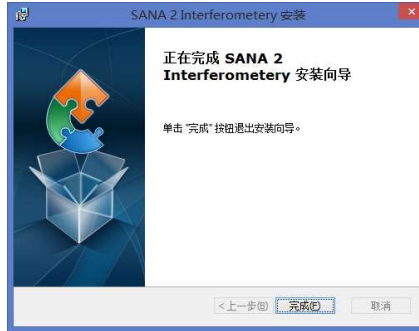 SANA 2 Interferometery 安装
正在完成 SANA 2
Interferometery 安装向导
单击 "完成" 按钮退出安装向导。
<上一步(B)
完成(F)
取消